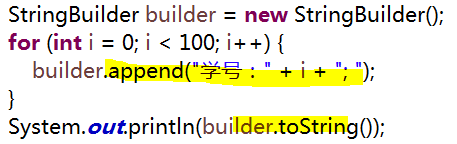 StringBuilder builder = new StringBuilder();
for (int i = 0; i < 100; i++) {
builder.append("学号：" + i + "; ");
}
System.out.println(builder.toString());